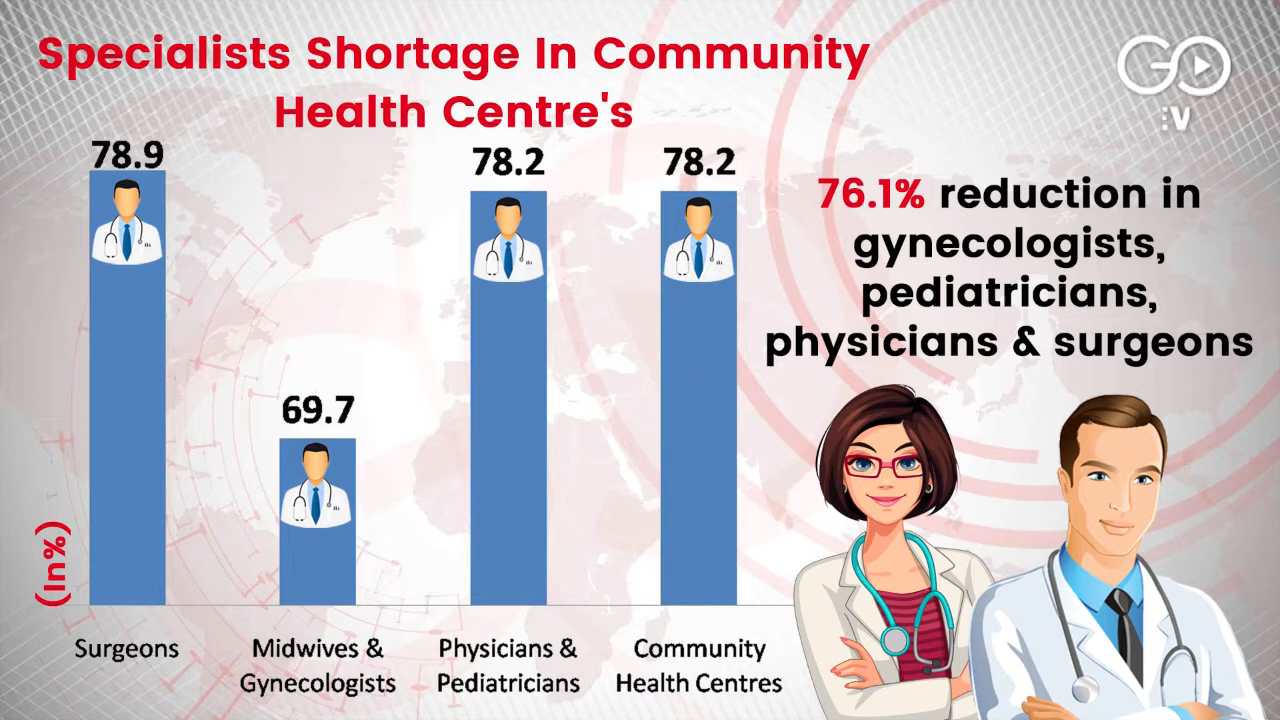 Specialists Shortage In Community
Health Centre's
GO
78.9
78.2
78.2
76.1% reduction in
gynecologists,
pediatricians,
physicians & surgeons
69.7
(In%)
Surgeons
Midwives &
Gynecologists
Physicians &
Pediatricians
Community
Health Centres